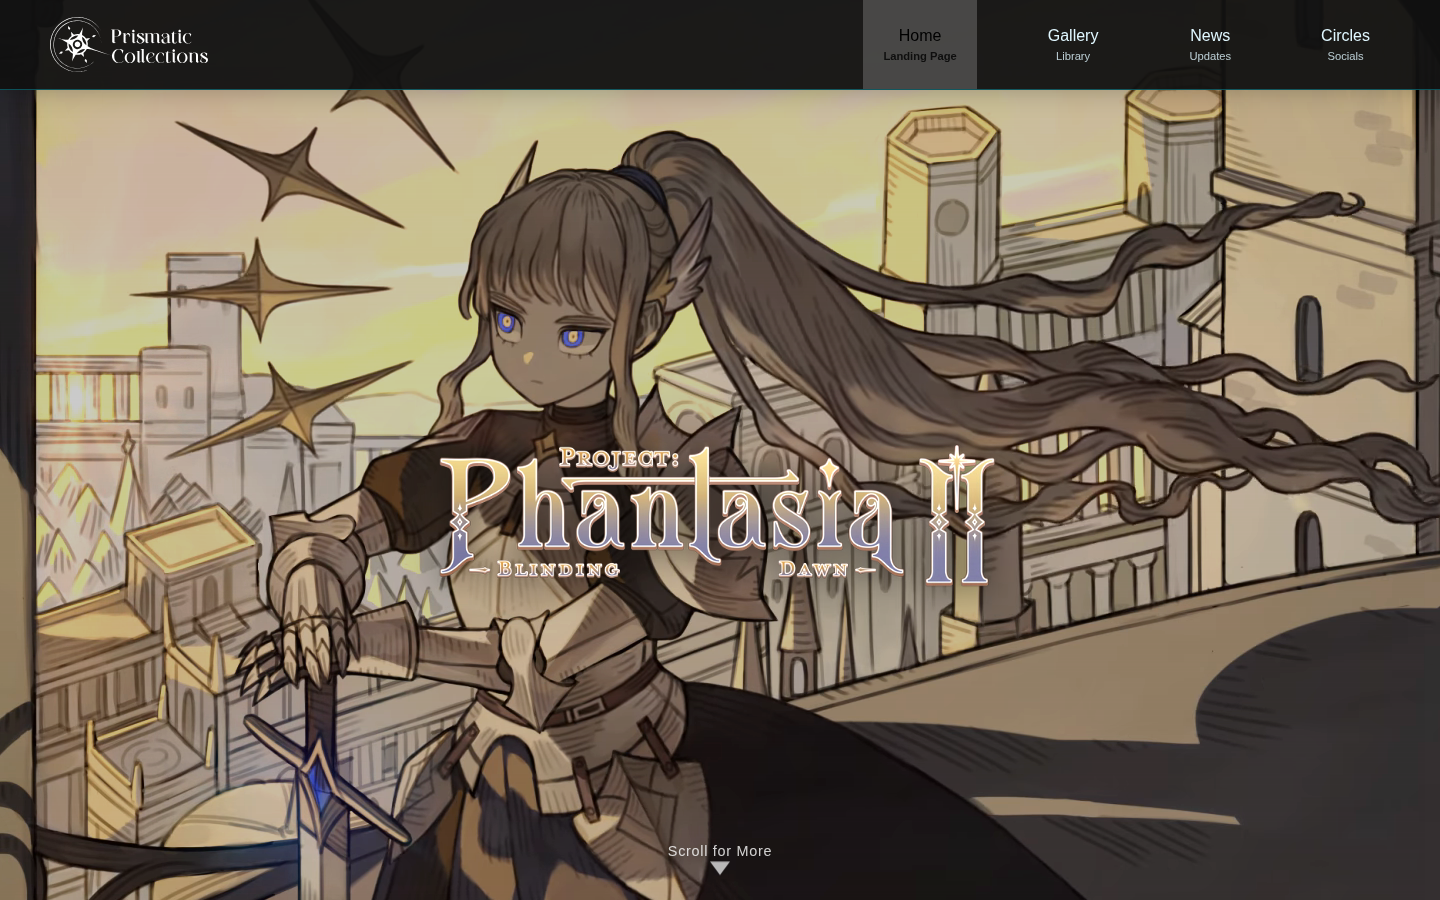 Prismatic
Collections
Home
Landing Page
Gallery
Library
News
Updates
Circles
Socials
Project:
Phantasia II
Blinding Dawn
Scroll for More